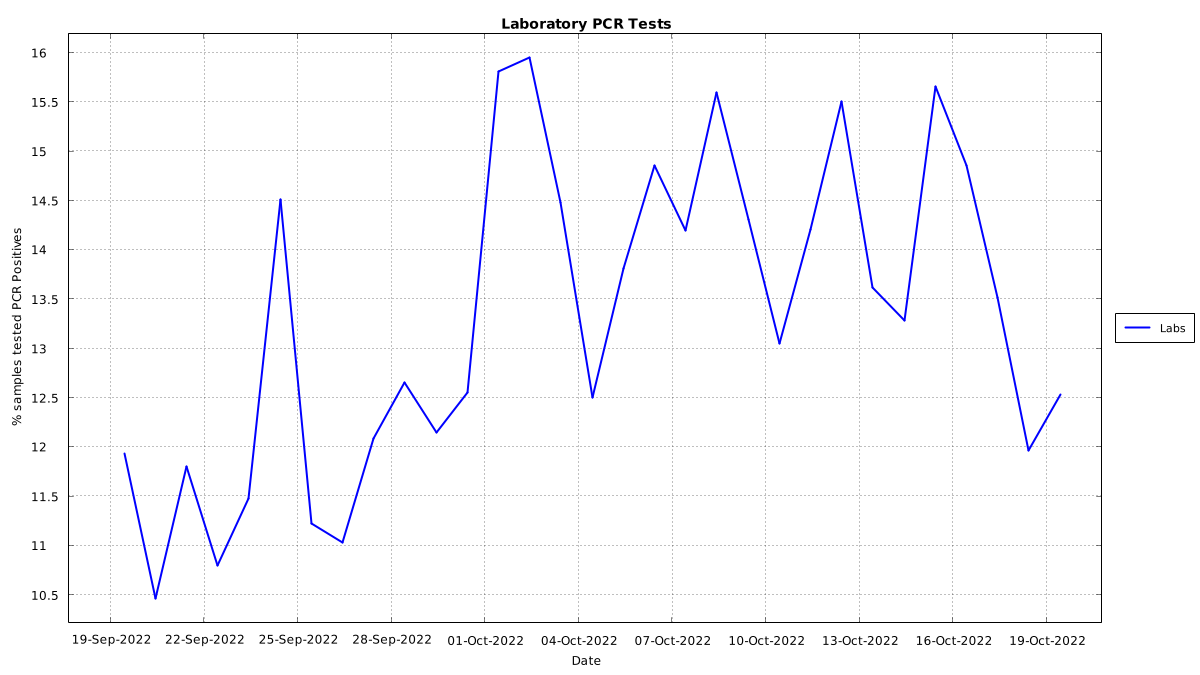 Laboratory PCR Tests
% samples tested PCR Positives
16
15.5
15
14.5
14
13.5
13
12.5
12
11.5
11
10.5
19-Sep-2022 22-Sep-2022 25-Sep-2022 28-Sep-2022 01-Oct-2022 04-Oct-2022 07-Oct-2022 10-Oct-2022 13-Oct-2022 16-Oct-2022 19-Oct-2022
Date
Labs